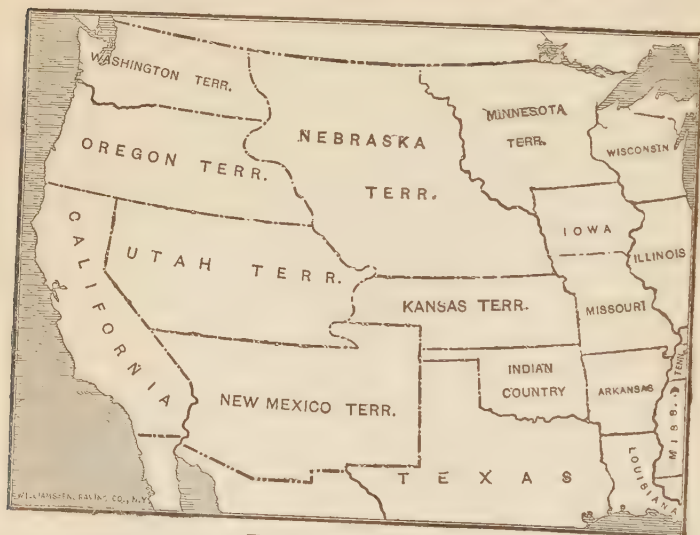 WASHINGTON TERR.
OREGON TERR.
NEBRASKA
TERR.
MINNESOTA
TERR.
WISCONSIN
CALIFORNIA
UTAH TERR.
IOWA
ILLINOIS
KANSAS TERR.
MISSOURI
NEW MEXICO TERR.
INDIAN
COUNTRY
ARKANSAS
TENN.
MISS.
TEXAS
LOUISIANA
CO., N.Y.